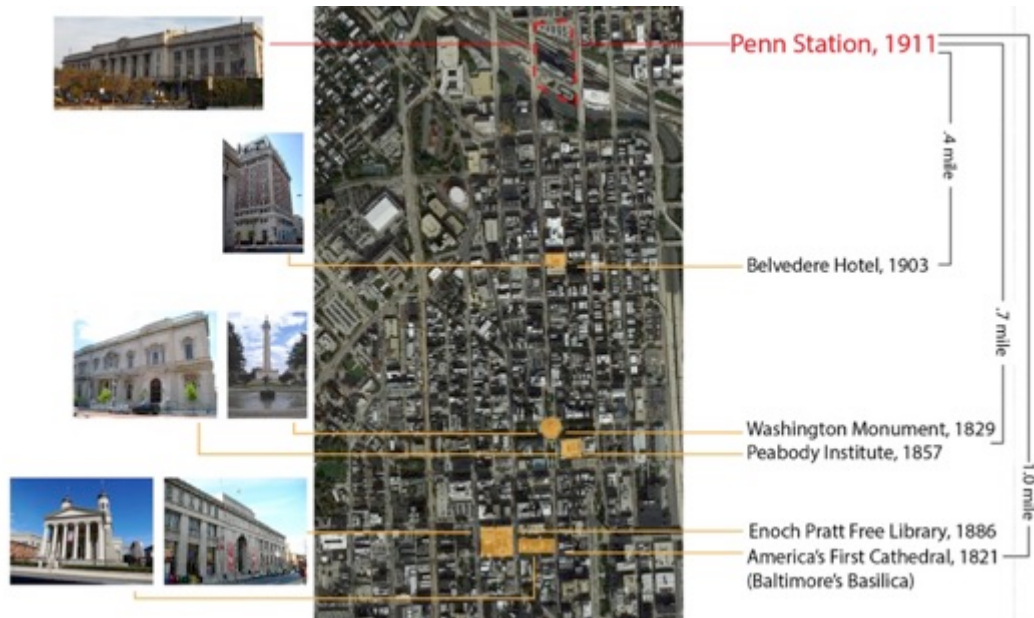 Penn Station, 1911
.4 mile
Belvedere Hotel, 1903
.7 mile
Washington Monument, 1829
Peabody Institute, 1857
1.0 mile
Enoch Pratt Free Library, 1886
America's First Cathedral, 1821
(Baltimore's Basilica)